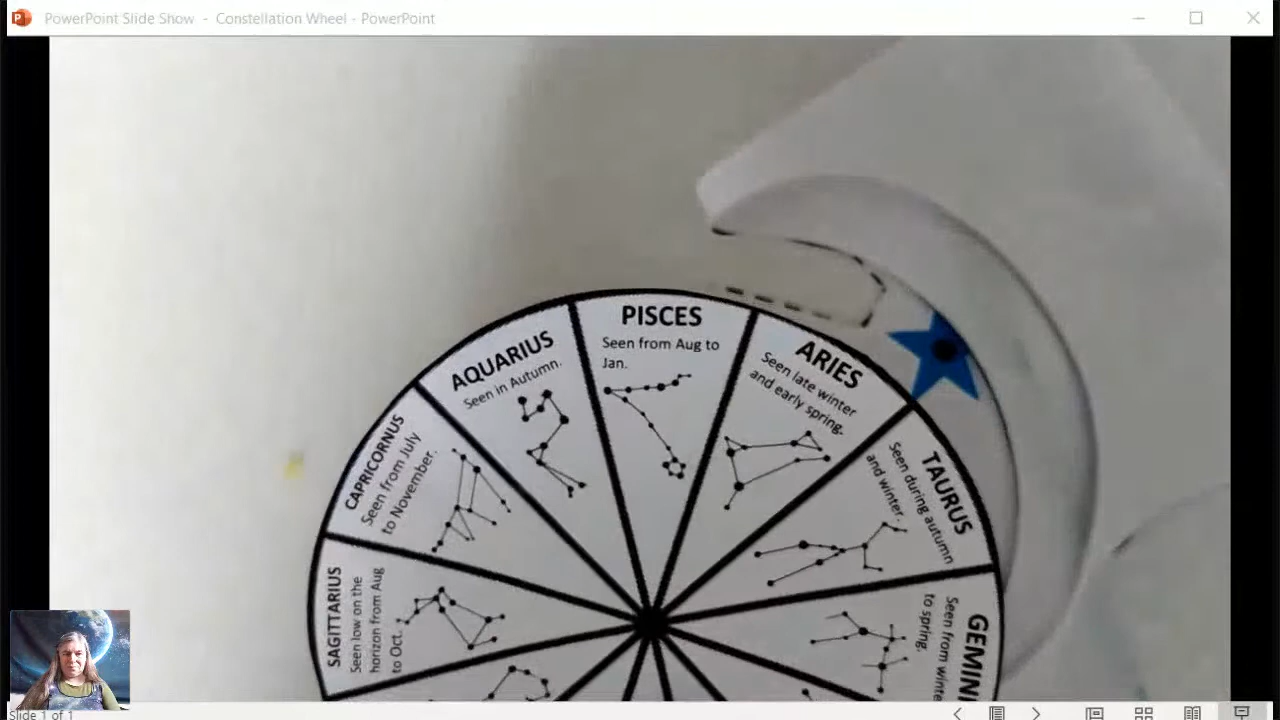 PowerPoint Slide Show - Constellation Wheel - PowerPoint
PISCES
Seen from Aug to
Jan.
ARIES
Seen late winter
and early spring.
TAURUS
Seen during autumn
and winter.
GEMINI
Seen from winter
to spring.
AQUARIUS
Seen in Autumn.
CAPRICORNUS
Seen from July
to November.
SAGITTARIUS
Seen low on the
horizon from Aug
to Oct.
Slide 1 of 1